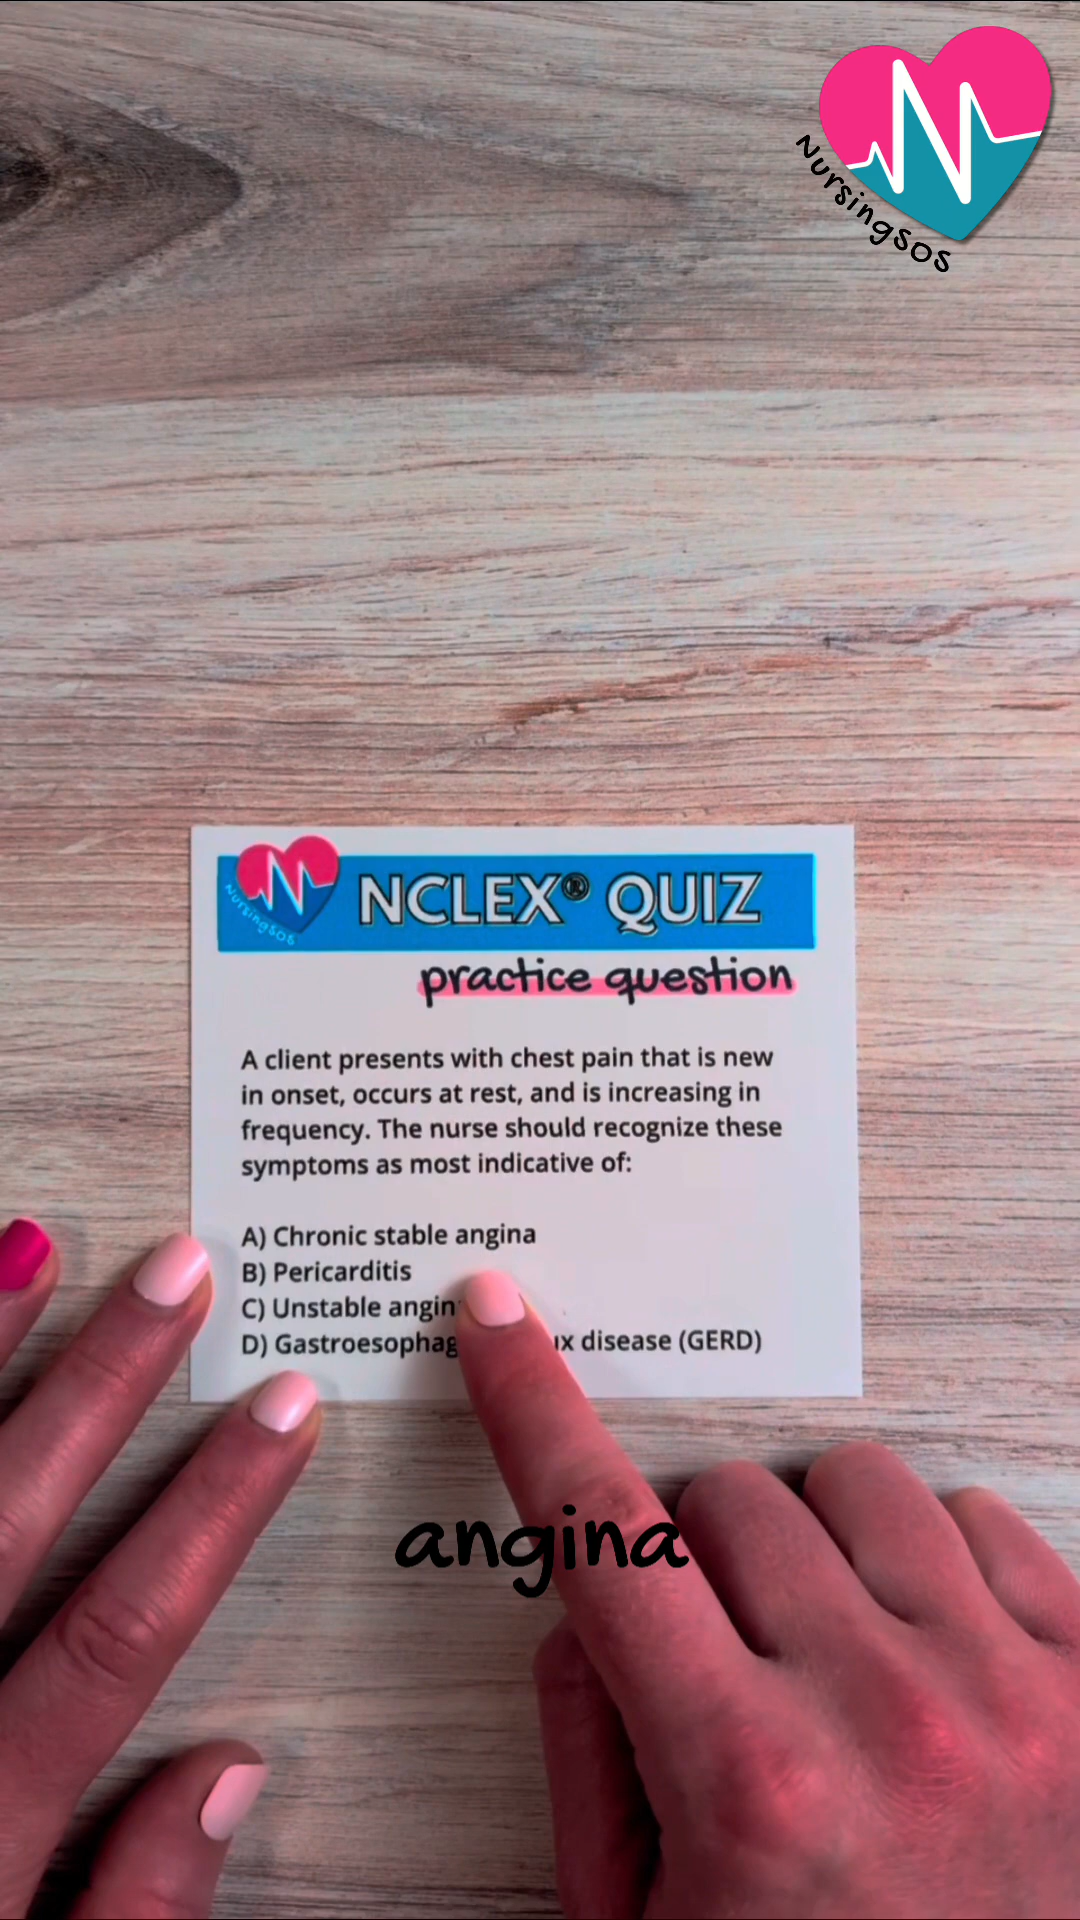 NursingSOS
NCLEX® QUIZ
NursingSOS
practice question
A client presents with chest pain that is new
in onset, occurs at rest, and is increasing in
frequency. The nurse should recognize these
symptoms as most indicative of:
A) Chronic stable angina
B) Pericarditis
C) Unstable angin
D) Gastroesophag ux disease (GERD)
angina